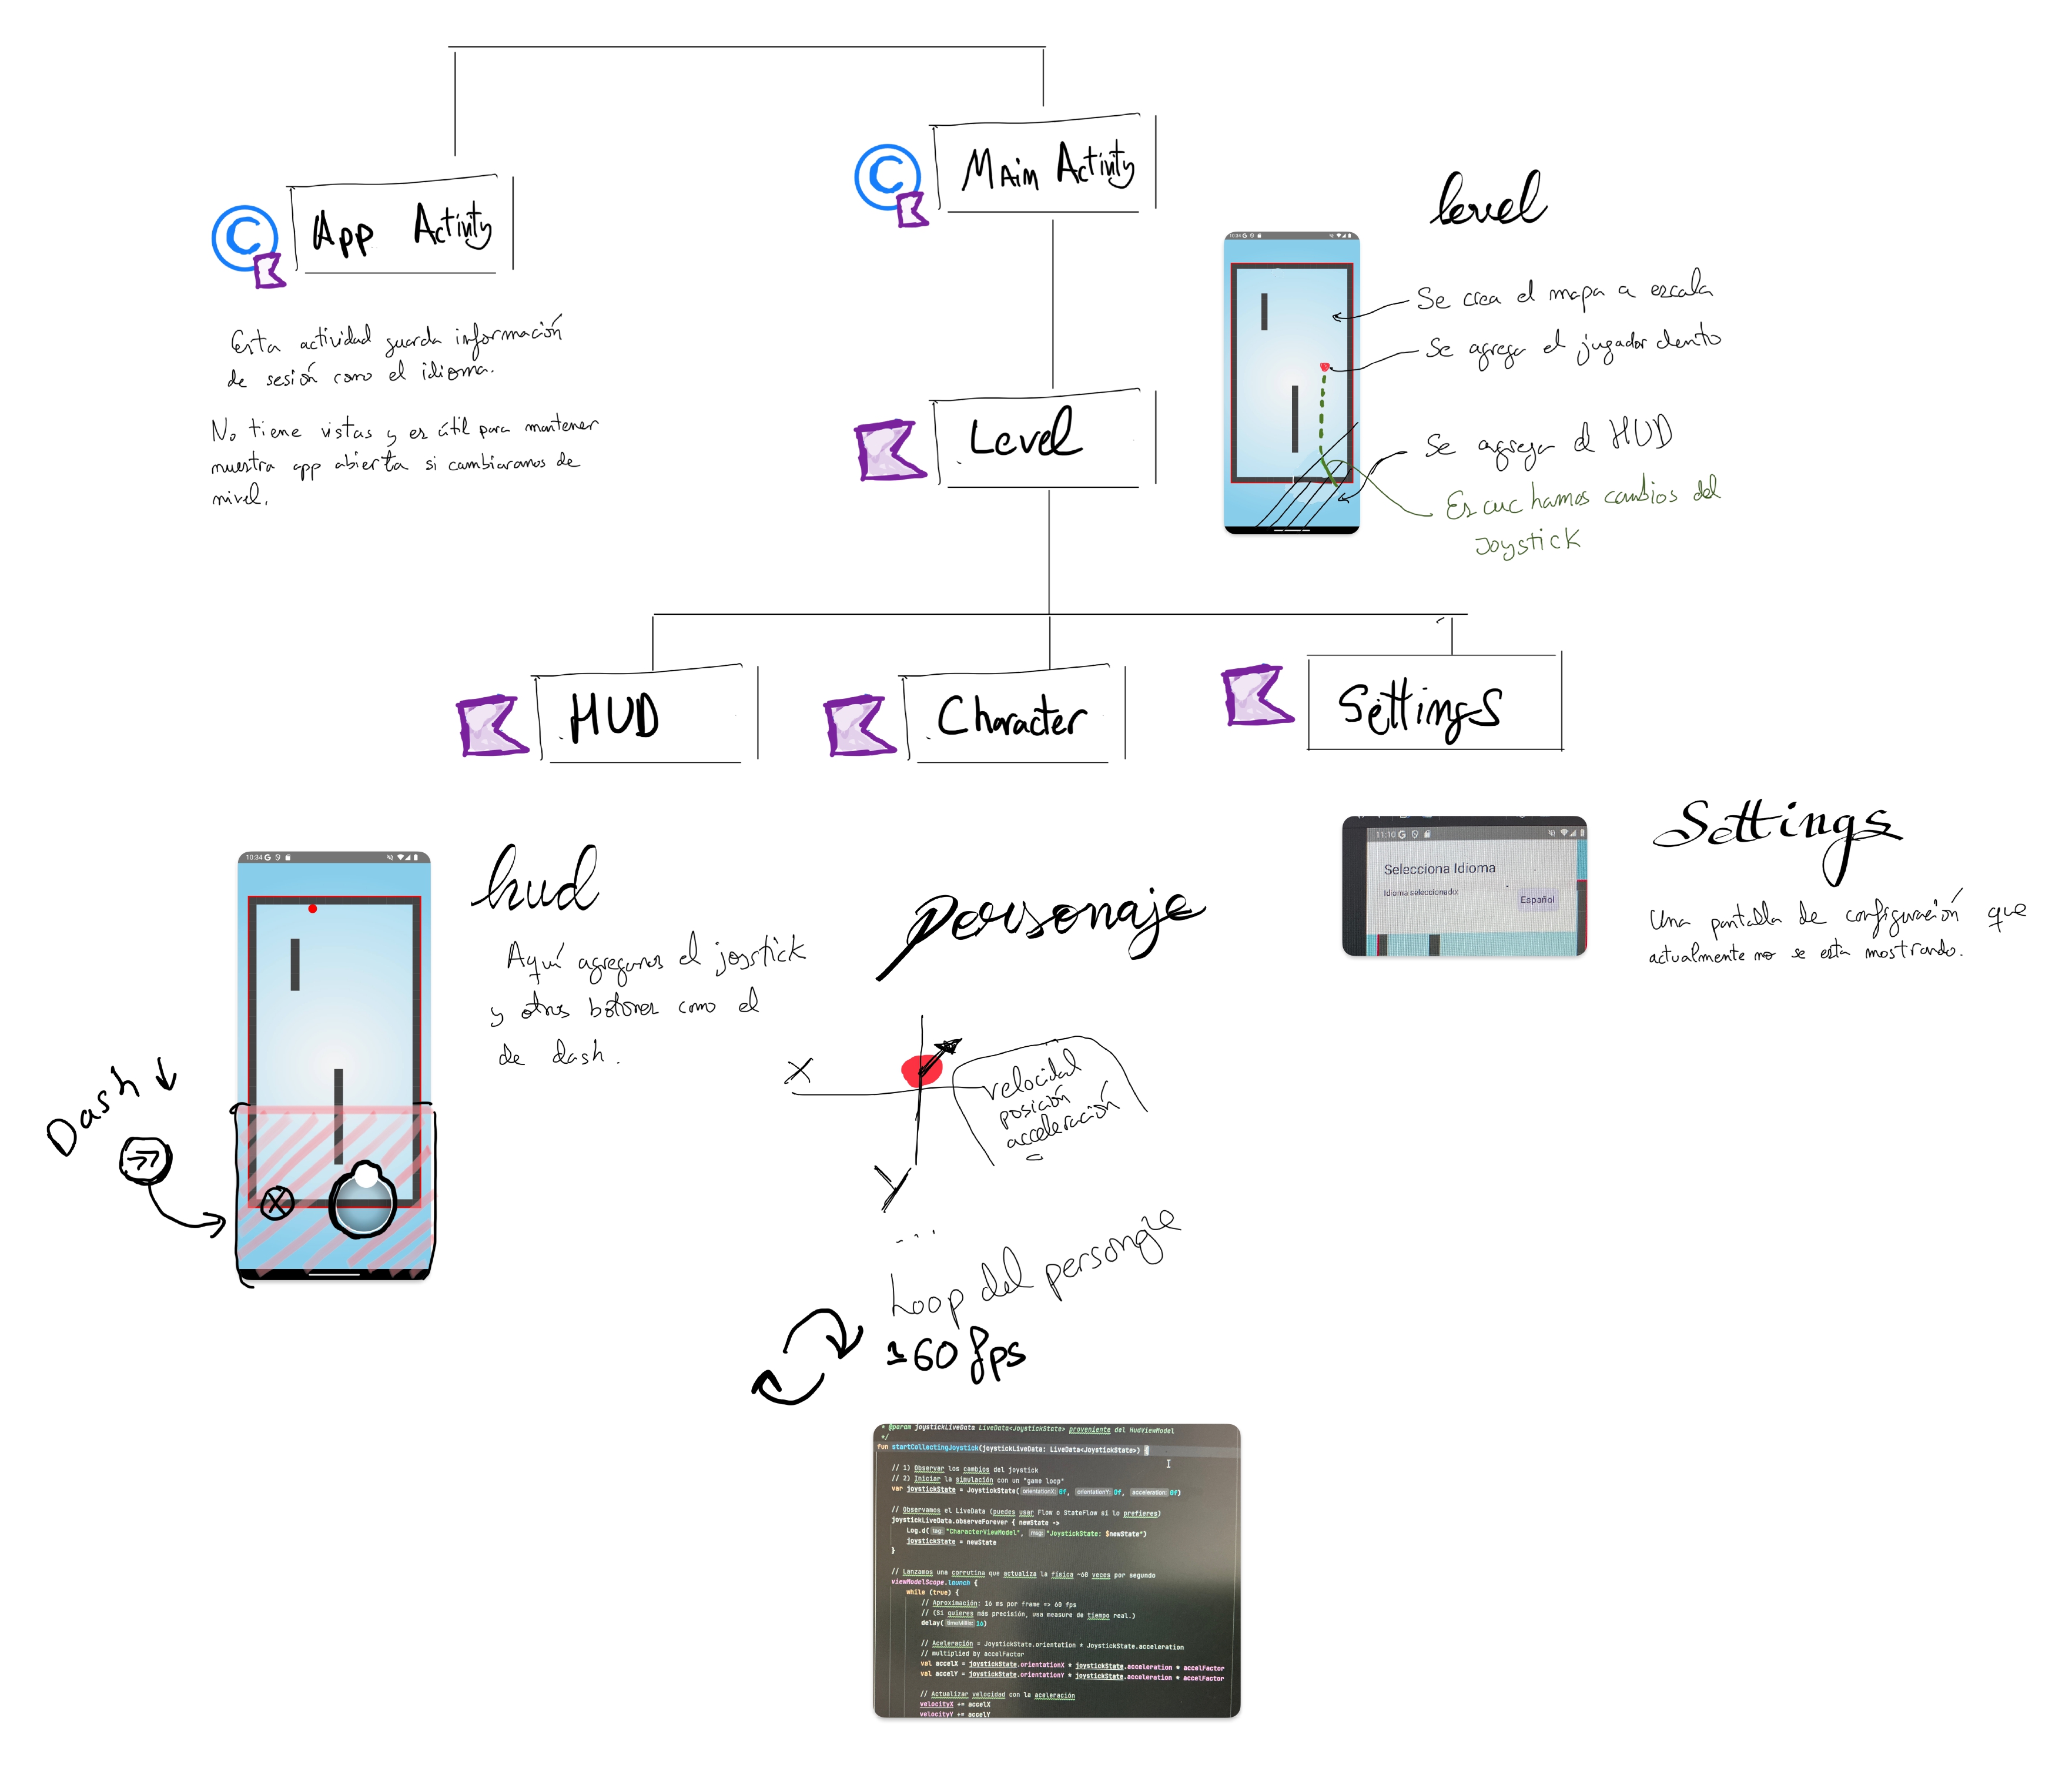 Main Activity
App Activity
Esta actividad guarda información
de sesión como el idioma.
No tiene vistas y es útil para mantener
nuestra app abierta si cambiaramos de
nivel.
level
10:34
Se crea el mapa a escala
Se agrega el jugador dento
Se agrega el HUD
Escuchamos cambios del
Joystick
Level
HUD
Character
Settings
10:34
hud
Aquí agregamos el joystick
y otros botones como el
de dash.
Dash
X
personaje
X
Y
velocidad
posición
acceleración
...
Loop del personaje
≈60 fps
11:10
Selecciona Idioma
Idioma seleccionado:
Español
Settings
Una pantalla de configuración que
actualmente no se esta mostrando.
* @param joystickLiveData LiveData<JoystickState> proveniente del HudViewModel
*/
fun startCollectingJoystick(joystickLiveData: LiveData<JoystickState>) {
// 1) Observar los cambios del joystick
// 2) Iniciar la simulación con un "game loop"
var joystickState = JoystickState( orientationX: 0f, orientationY: 0f, acceleration: 0f)
// Observamos el LiveData (puedes usar Flow o StateFlow si lo prefieres)
joystickLiveData.observeForever { newState ->
Log.d( tag: "CharacterViewModel", msg: "JoystickState: $newState")
joystickState = newState
}
// Lanzamos una corrutina que actualiza la física ~60 veces por segundo
viewModelScope.launch {
while (true) {
// Aproximación: 16 ms por frame => 60 fps
// (Si quieres más precisión, usa measure de tiempo real.)
delay( timeMillis: 16)
// Aceleración = JoystickState.orientation * JoystickState.acceleration
// multiplied by accelFactor
val accelX = joystickState.orientationX * joystickState.acceleration * accelFactor
val accelY = joystickState.orientationY * joystickState.acceleration * accelFactor
// Actualizar velocidad con la aceleración
velocityX += accelX
velocityY += accelY